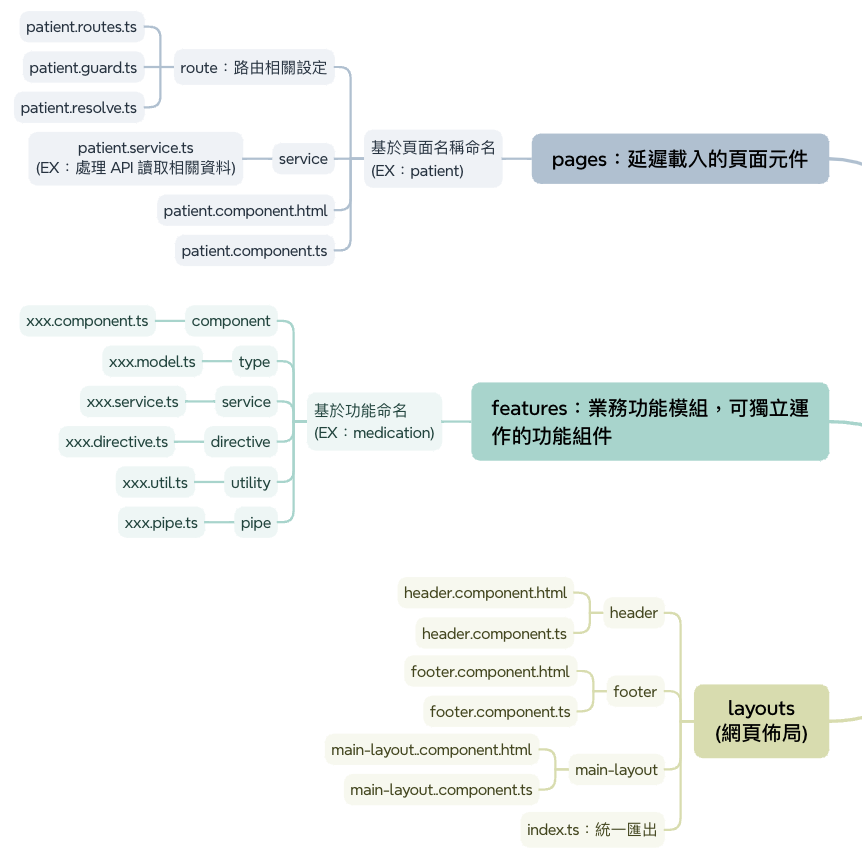 patient.routes.ts
patient.guard.ts
patient.resolve.ts
route：路由相關設定
patient.service.ts
(EX：處理 API 讀取相關資料)
service
patient.component.html
patient.component.ts
基於頁面名稱命名
(EX：patient)
pages：延遲載入的頁面元件
xxx.component.ts
component
xxx.model.ts
type
xxx.service.ts
service
xxx.directive.ts
directive
xxx.util.ts
utility
xxx.pipe.ts
pipe
基於功能命名
(EX：medication)
features：業務功能模組，可獨立運
作的功能組件
header.component.html
header.component.ts
header
footer.component.html
footer.component.ts
footer
main-layout..component.html
main-layout..component.ts
main-layout
index.ts：統一匯出
layouts
(網頁佈局)